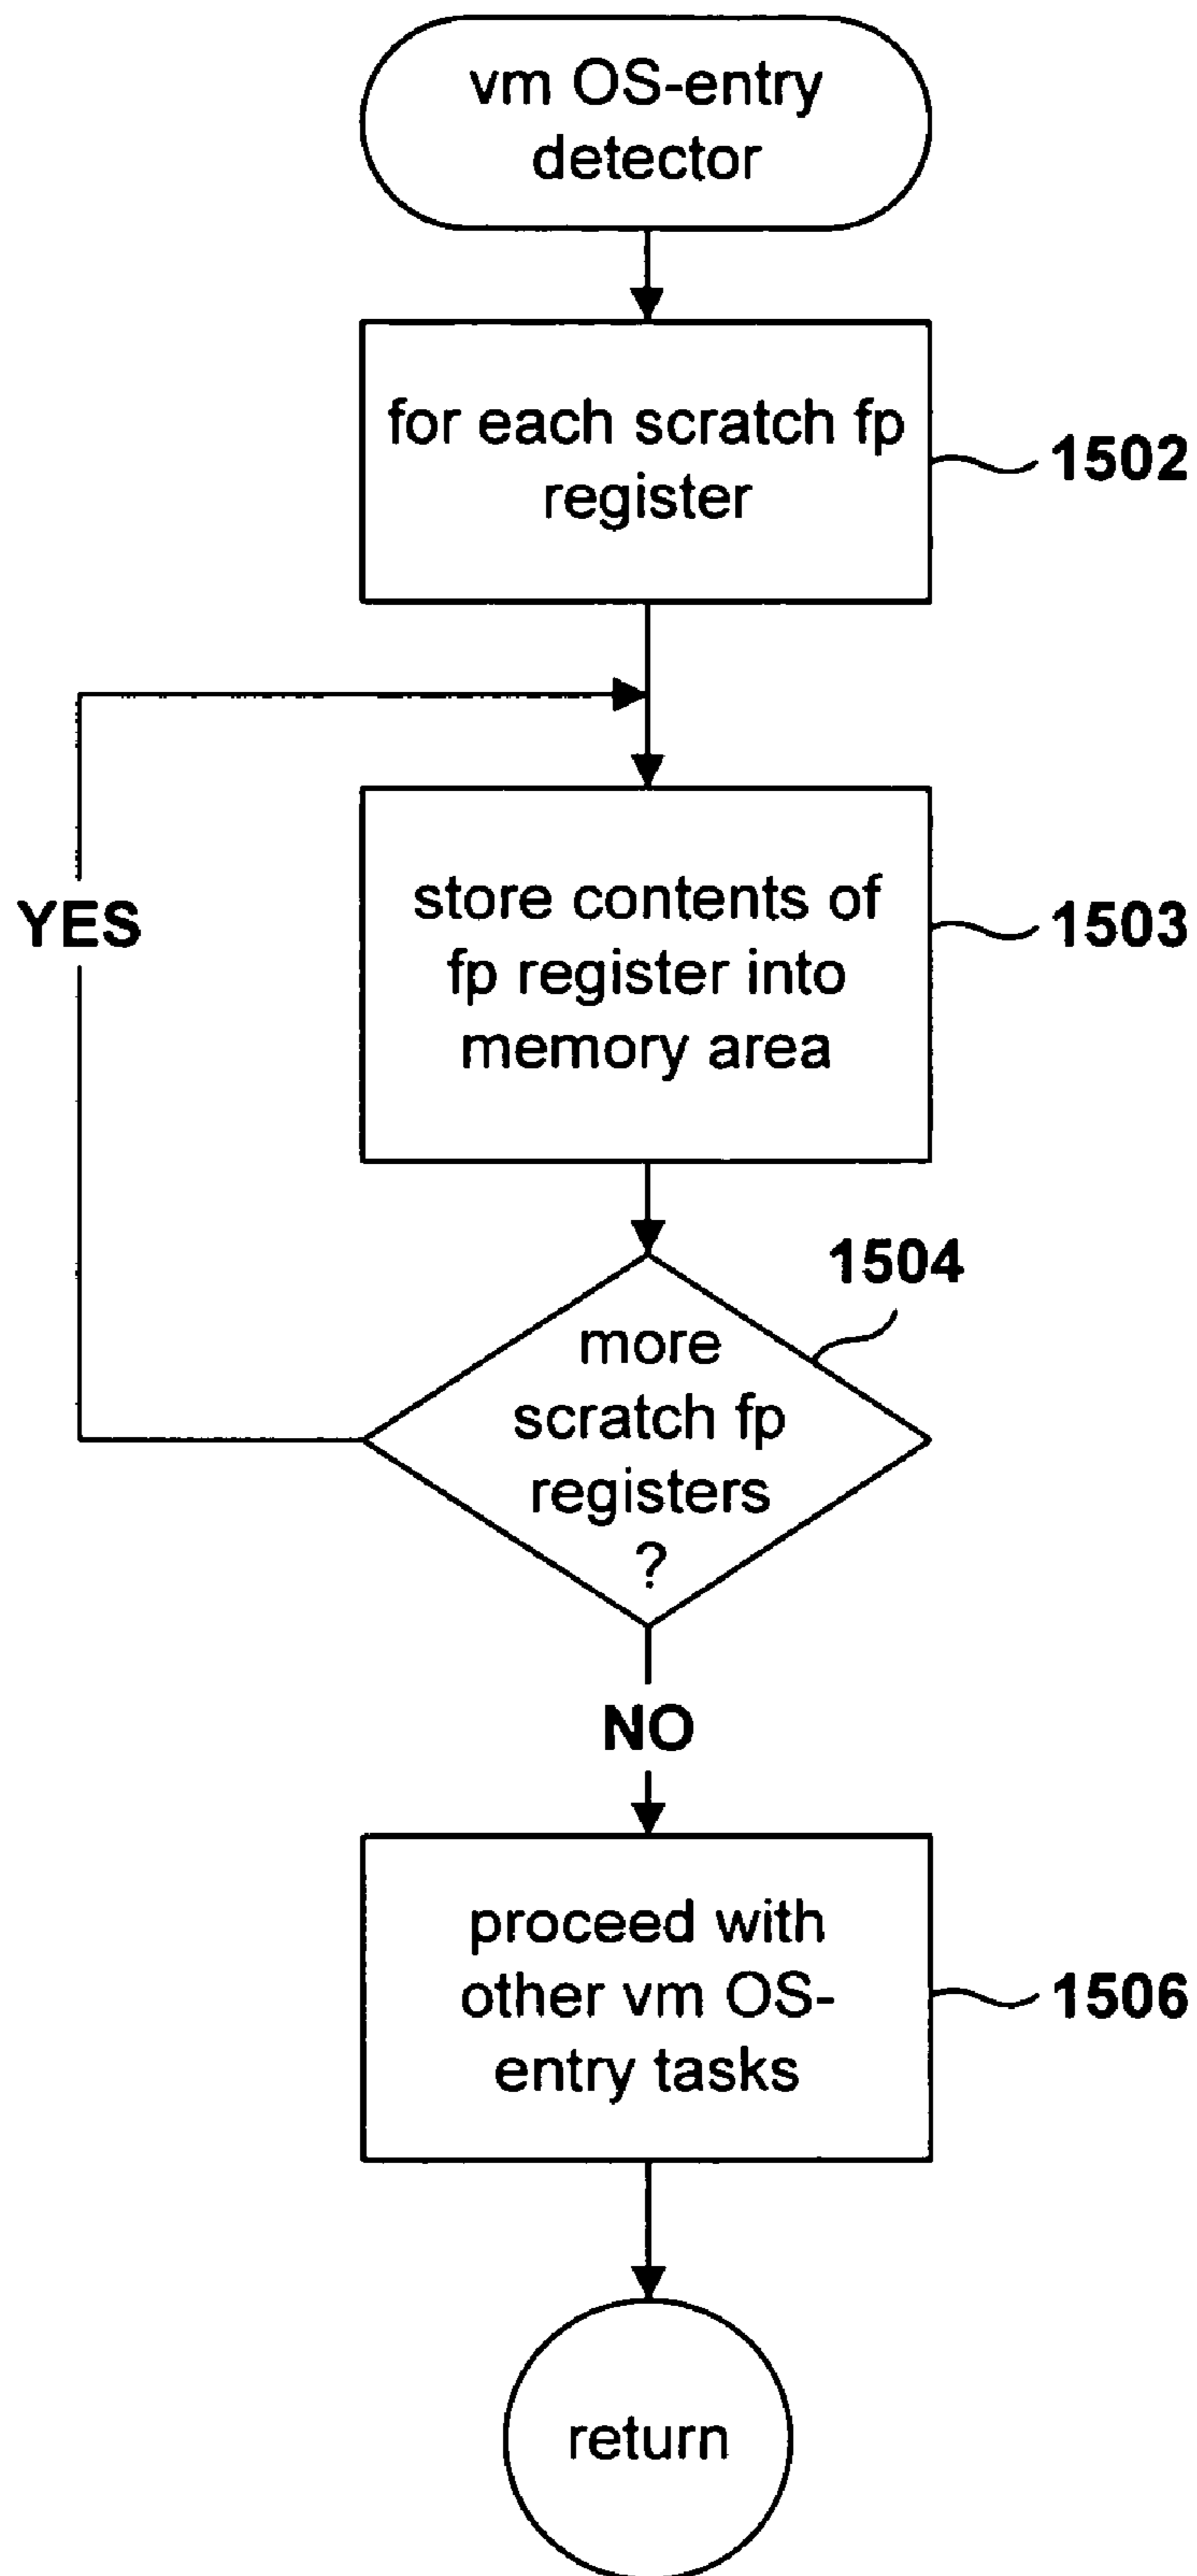 vm OS-entry
detector
for each scratch fp
register
1502
YES
store contents of
fp register into
memory area
1503
1504
more
scratch fp
registers
?
NO
proceed with
other vm OS-
entry tasks
1506
return